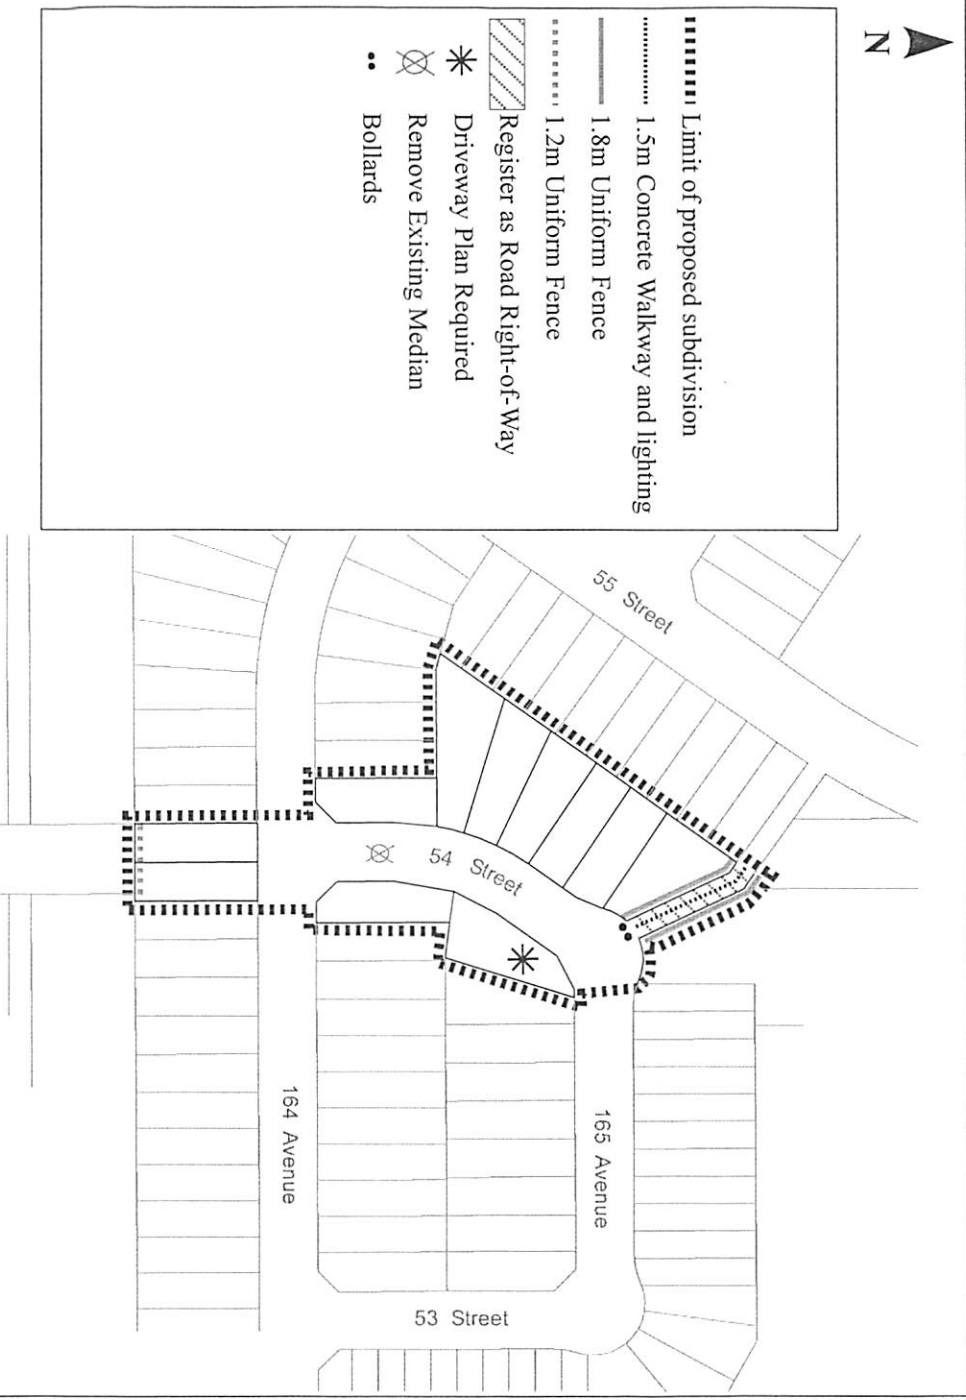 N
Limit of proposed subdivision
1.5m Concrete Walkway and lighting
1.8m Uniform Fence
1.2m Uniform Fence
Register as Road Right-of-Way
Driveway Plan Required
Remove Existing Median
Bollards
55 Street
54 Street
165 Avenue
164 Avenue
53 Street